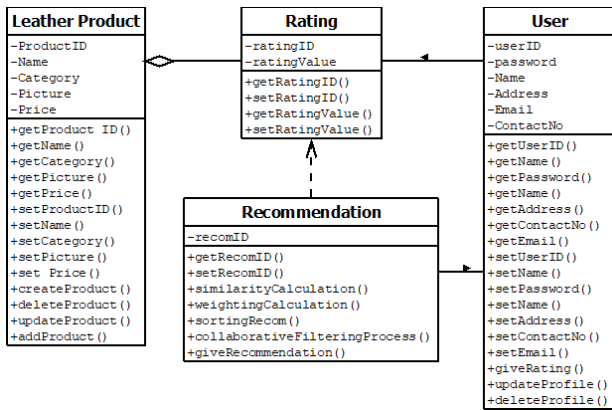 Leather Product
-ProductID
-Name
-Category
-Picture
-Price
+getProduct ID()
+getName()
+getCategory()
+getPicture()
+getPrice()
+setProductID()
+setName()
+setCategory()
+setPicture()
+set Price()
+createProduct()
+deleteProduct()
+updateProduct()
+addProduct()
Rating
-ratingID
-ratingValue
+getRatingID()
+setRatingID()
+getRatingValue()
+setRatingValue()
Recommendation
-recomID
+getRecomID()
+setRecomID()
+similarityCalculation()
+weightingCalculation()
+sortingRecom()
+collaborativeFilteringProcess()
+giveRecommendation()
User
-userID
-password
-Name
-Address
-Email
-ContactNo
+getUserID()
+getName()
+getPassword()
+getName()
+getAddress()
+getContactNo()
+getEmail()
+setUserID()
+setName()
+setPassword()
+setName()
+setAddress()
+setContactNo()
+setEmail()
+giveRating()
+updateProfile()
+deleteProfile()